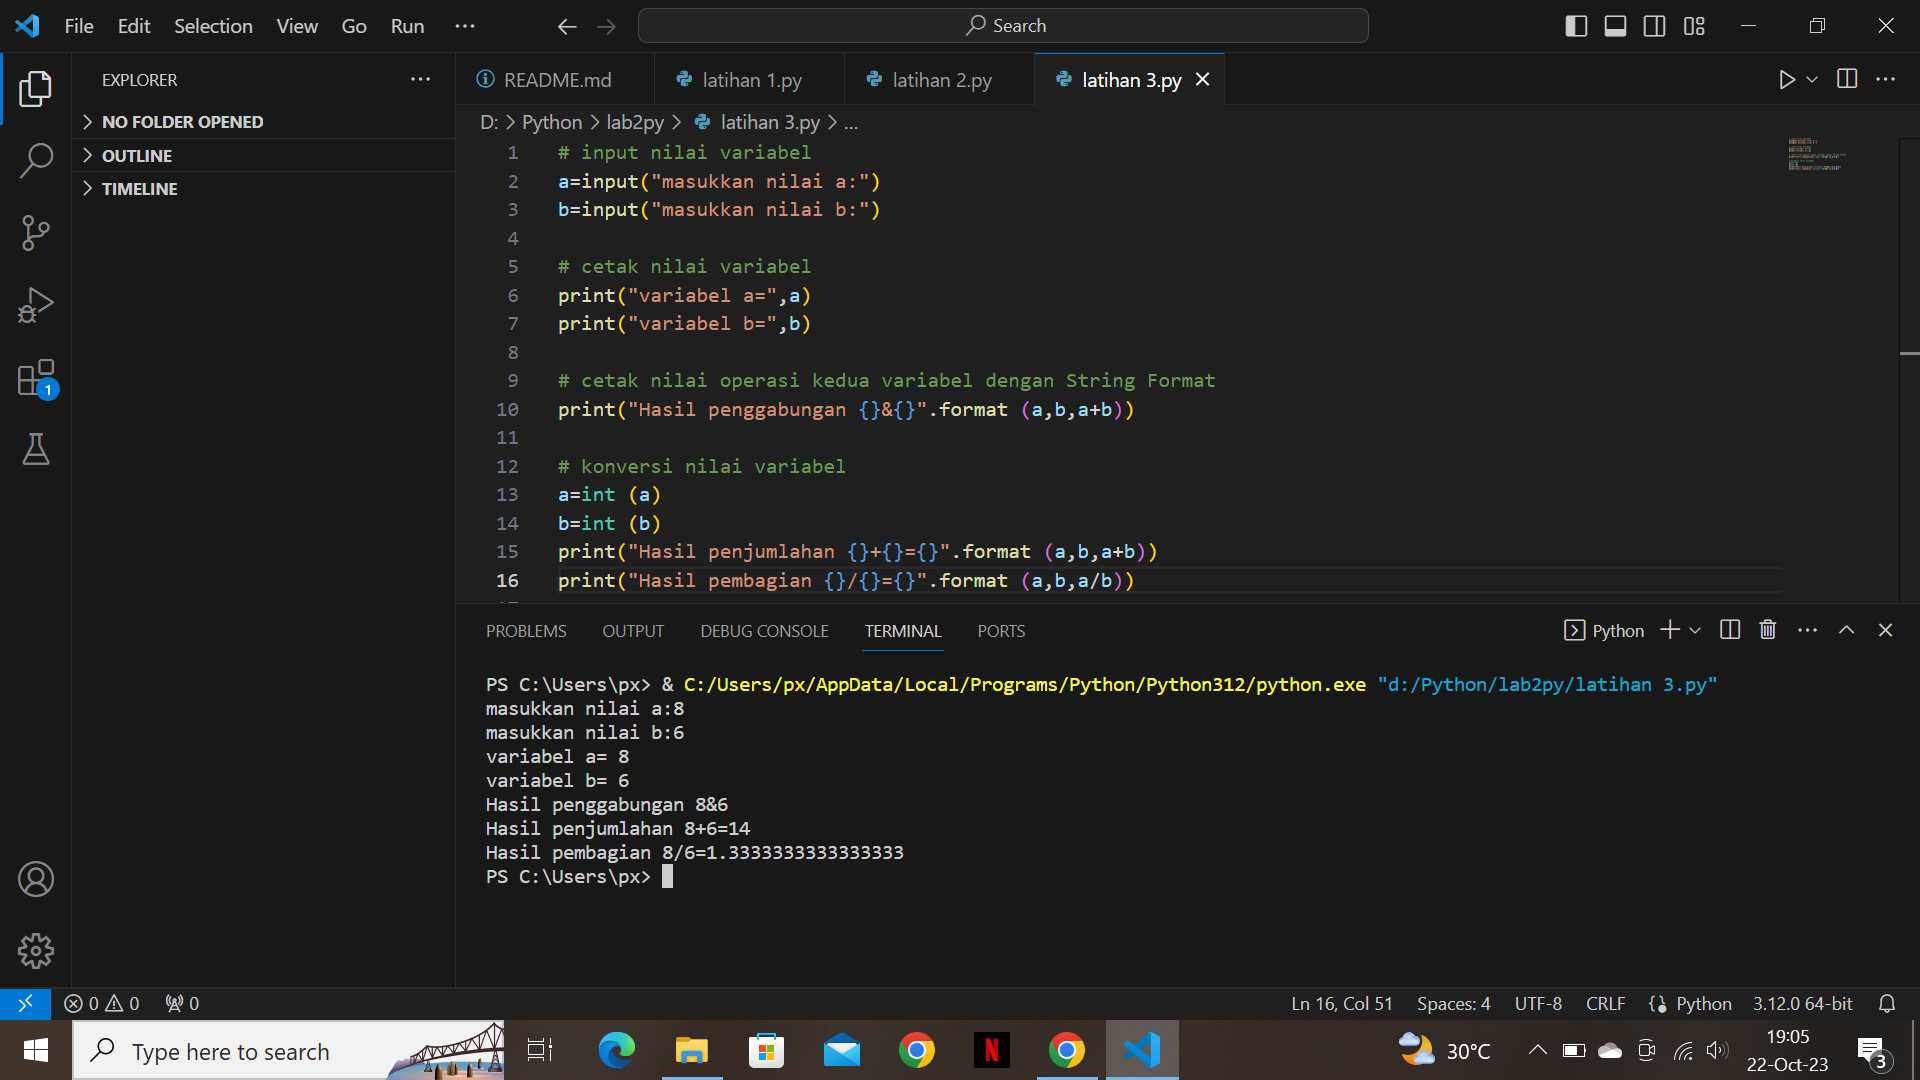 File Edit Selection View Go Run ···
Search
EXPLORER ···
NO FOLDER OPENED
OUTLINE
TIMELINE
1
README.md
latihan 1.py
latihan 2.py
latihan 3.py
D: > Python > lab2py > latihan 3.py > ...
1 # input nilai variabel
2 a=input("masukkan nilai a:")
3 b=input("masukkan nilai b:")
4
5 # cetak nilai variabel
6 print("variabel a=",a)
7 print("variabel b=",b)
8
9 # cetak nilai operasi kedua variabel dengan String Format
10 print("Hasil penggabungan {}&{}".format (a,b,a+b))
11
12 # konversi nilai variabel
13 a=int (a)
14 b=int (b)
15 print("Hasil penjumlahan {}+{}={}".format (a,b,a+b))
16 print("Hasil pembagian {}/{}={}".format (a,b,a/b))
PROBLEMS OUTPUT DEBUG CONSOLE TERMINAL PORTS
Python
PS C:\Users\px> & C:/Users/px/AppData/Local/Programs/Python/Python312/python.exe "d:/Python/lab2py/latihan 3.py"
masukkan nilai a:8
masukkan nilai b:6
variabel a= 8
variabel b= 6
Hasil penggabungan 8&6
Hasil penjumlahan 8+6=14
Hasil pembagian 8/6=1.3333333333333333
PS C:\Users\px>
0 0 0
Ln 16, Col 51 Spaces: 4 UTF-8 CRLF {} Python 3.12.0 64-bit
Type here to search
N
30°C
19:05
22-Oct-23
3